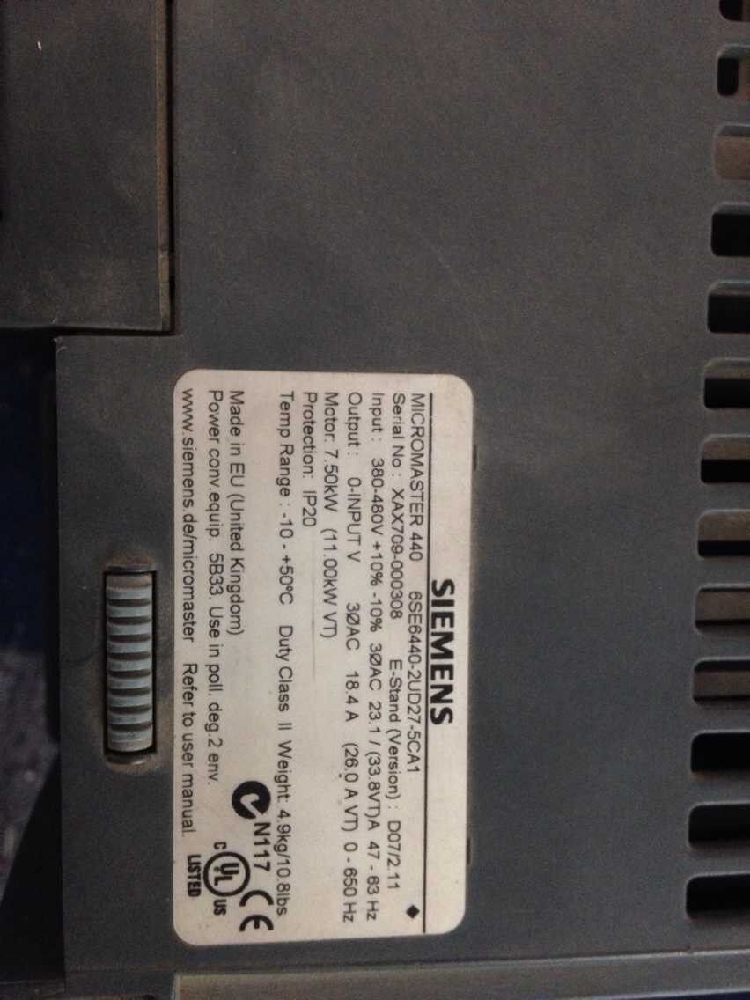 SIEMENS
MICROMASTER 440 6SE6440-2UD27-5CA1
Serial No : XAX709-000308 E-Stand (Version) : D07/2.11
Input : 380-480V +10% -10% 3ØAC 23.1 / (33.8VT)A 47 - 63 Hz
Output : 0-INPUT V 3ØAC 18.4 A (26.0 A VT) 0 - 650 Hz
Motor: 7.50kW (11.00kW VT)
Protection: IP20
Temp Range : -10 - +50°C Duty Class II Weight: 4.9kg/10.8lbs
N117 CE
Made in EU (United Kingdom)
Power conv equip. 5B33. Use in poll. deg.2 env.
C UL US
LISTED
www.siemens.de/micromaster Refer to user manual.